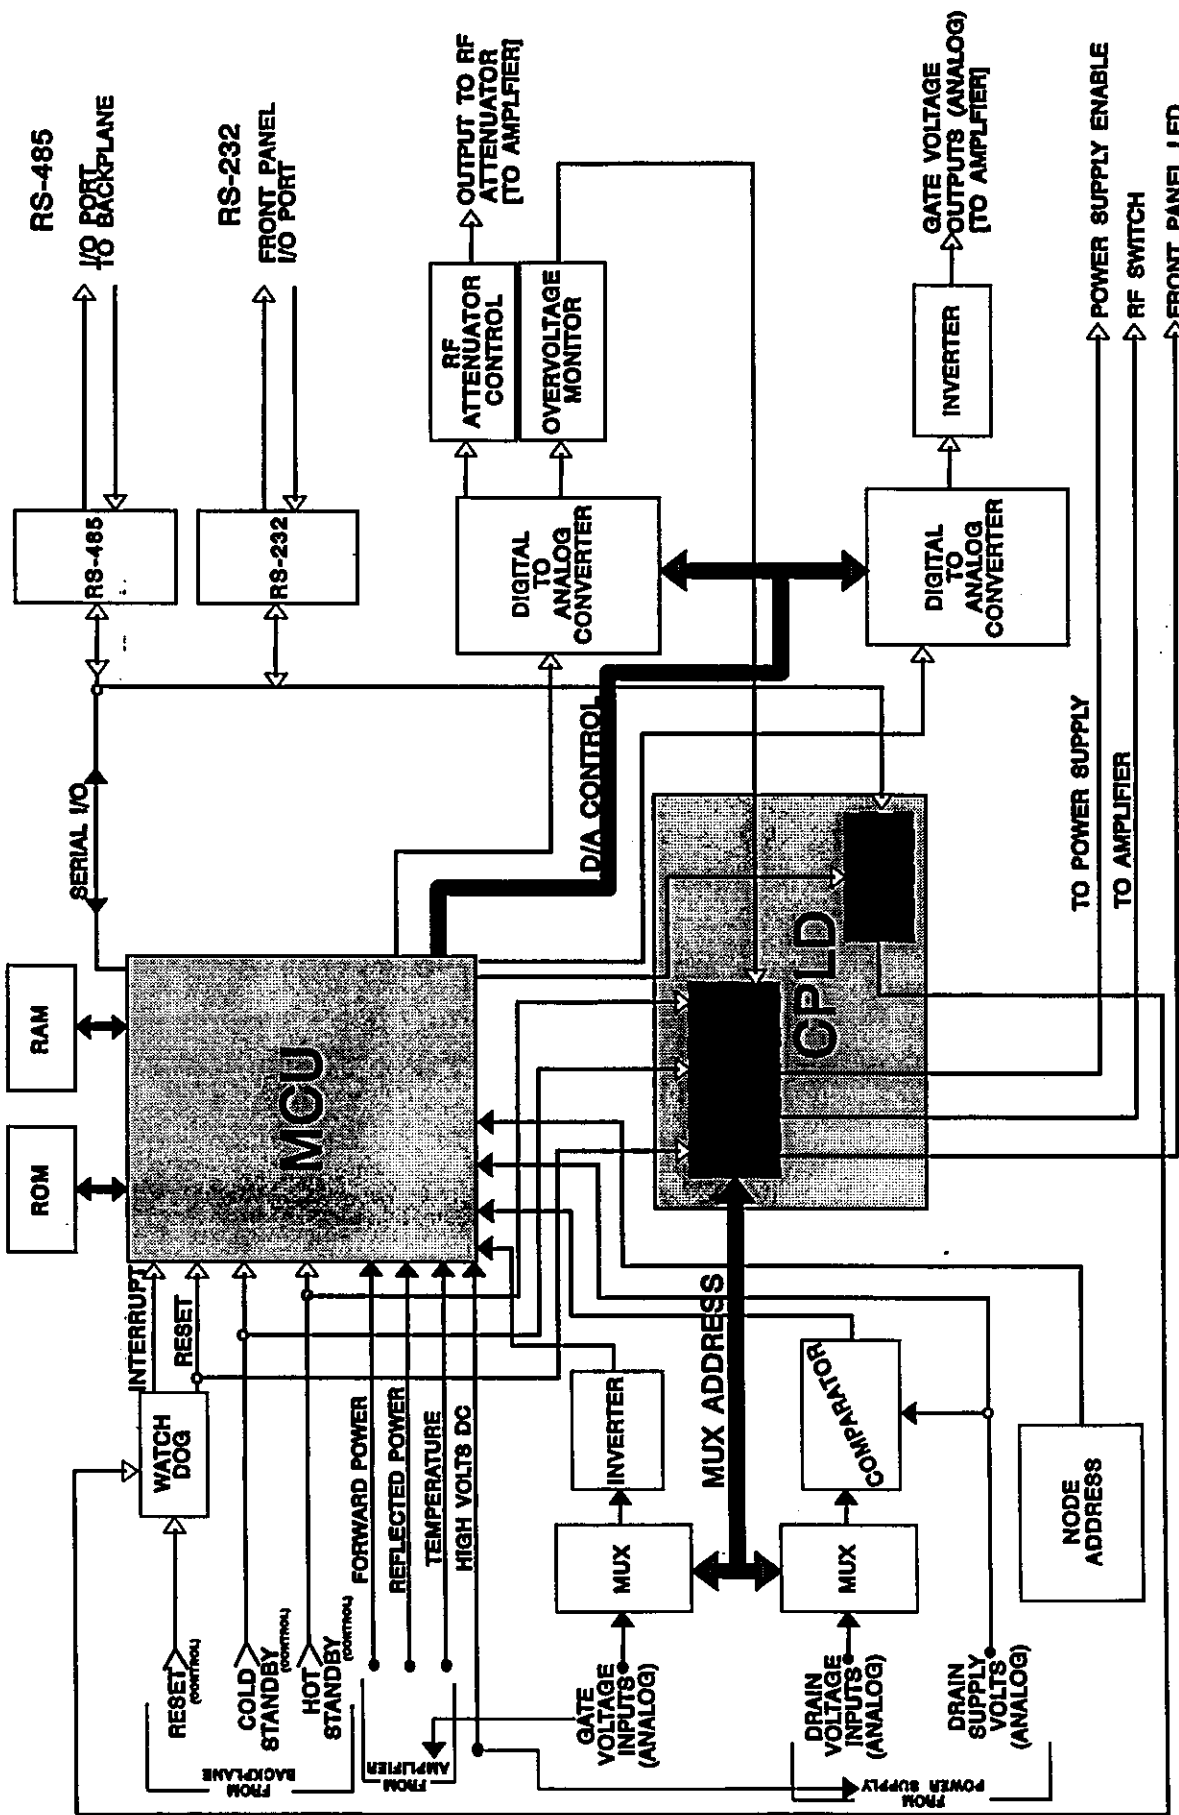 RS-485
I/O PORT
TO BACKPLANE
RS-232
FRONT PANEL
I/O PORT
OUTPUT TO RF
ATTENUATOR
[TO AMPLFIER]
GATE VOLTAGE
OUTPUTS (ANALOG)
[TO AMPLFIER]
POWER SUPPLY ENABLE
RF SWITCH
FRONT PANEL LED
RF
ATTENUATOR
CONTROL
OVERVOLTAGE
MONITOR
INVERTER
RS-485
RS-232
DIGITAL
TO
ANALOG
CONVERTER
DIGITAL
TO
ANALOG
CONVERTER
SERIAL I/O
D/A CONTROL
TO POWER SUPPLY
TO AMPLIFIER
RAM
ROM
MCU
CPLD
INTERRUPT
RESET
WATCH
DOG
FORWARD POWER
REFLECTED POWER
TEMPERATURE
HIGH VOLTS DC
INVERTER
MUX ADDRESS
COMPARATOR
MUX
MUX
NODE
ADDRESS
RESET
(CONTROL)
COLD
STANDBY
(CONTROL)
HOT
STANDBY
(CONTROL)
GATE
VOLTAGE
INPUTS
(ANALOG)
DRAIN
VOLTAGE
INPUTS
(ANALOG)
DRAIN
SUPPLY
VOLTS
(ANALOG)
FROM
BACKPLANE
FROM
AMPLIFIER
FROM
POWER SUPPLY